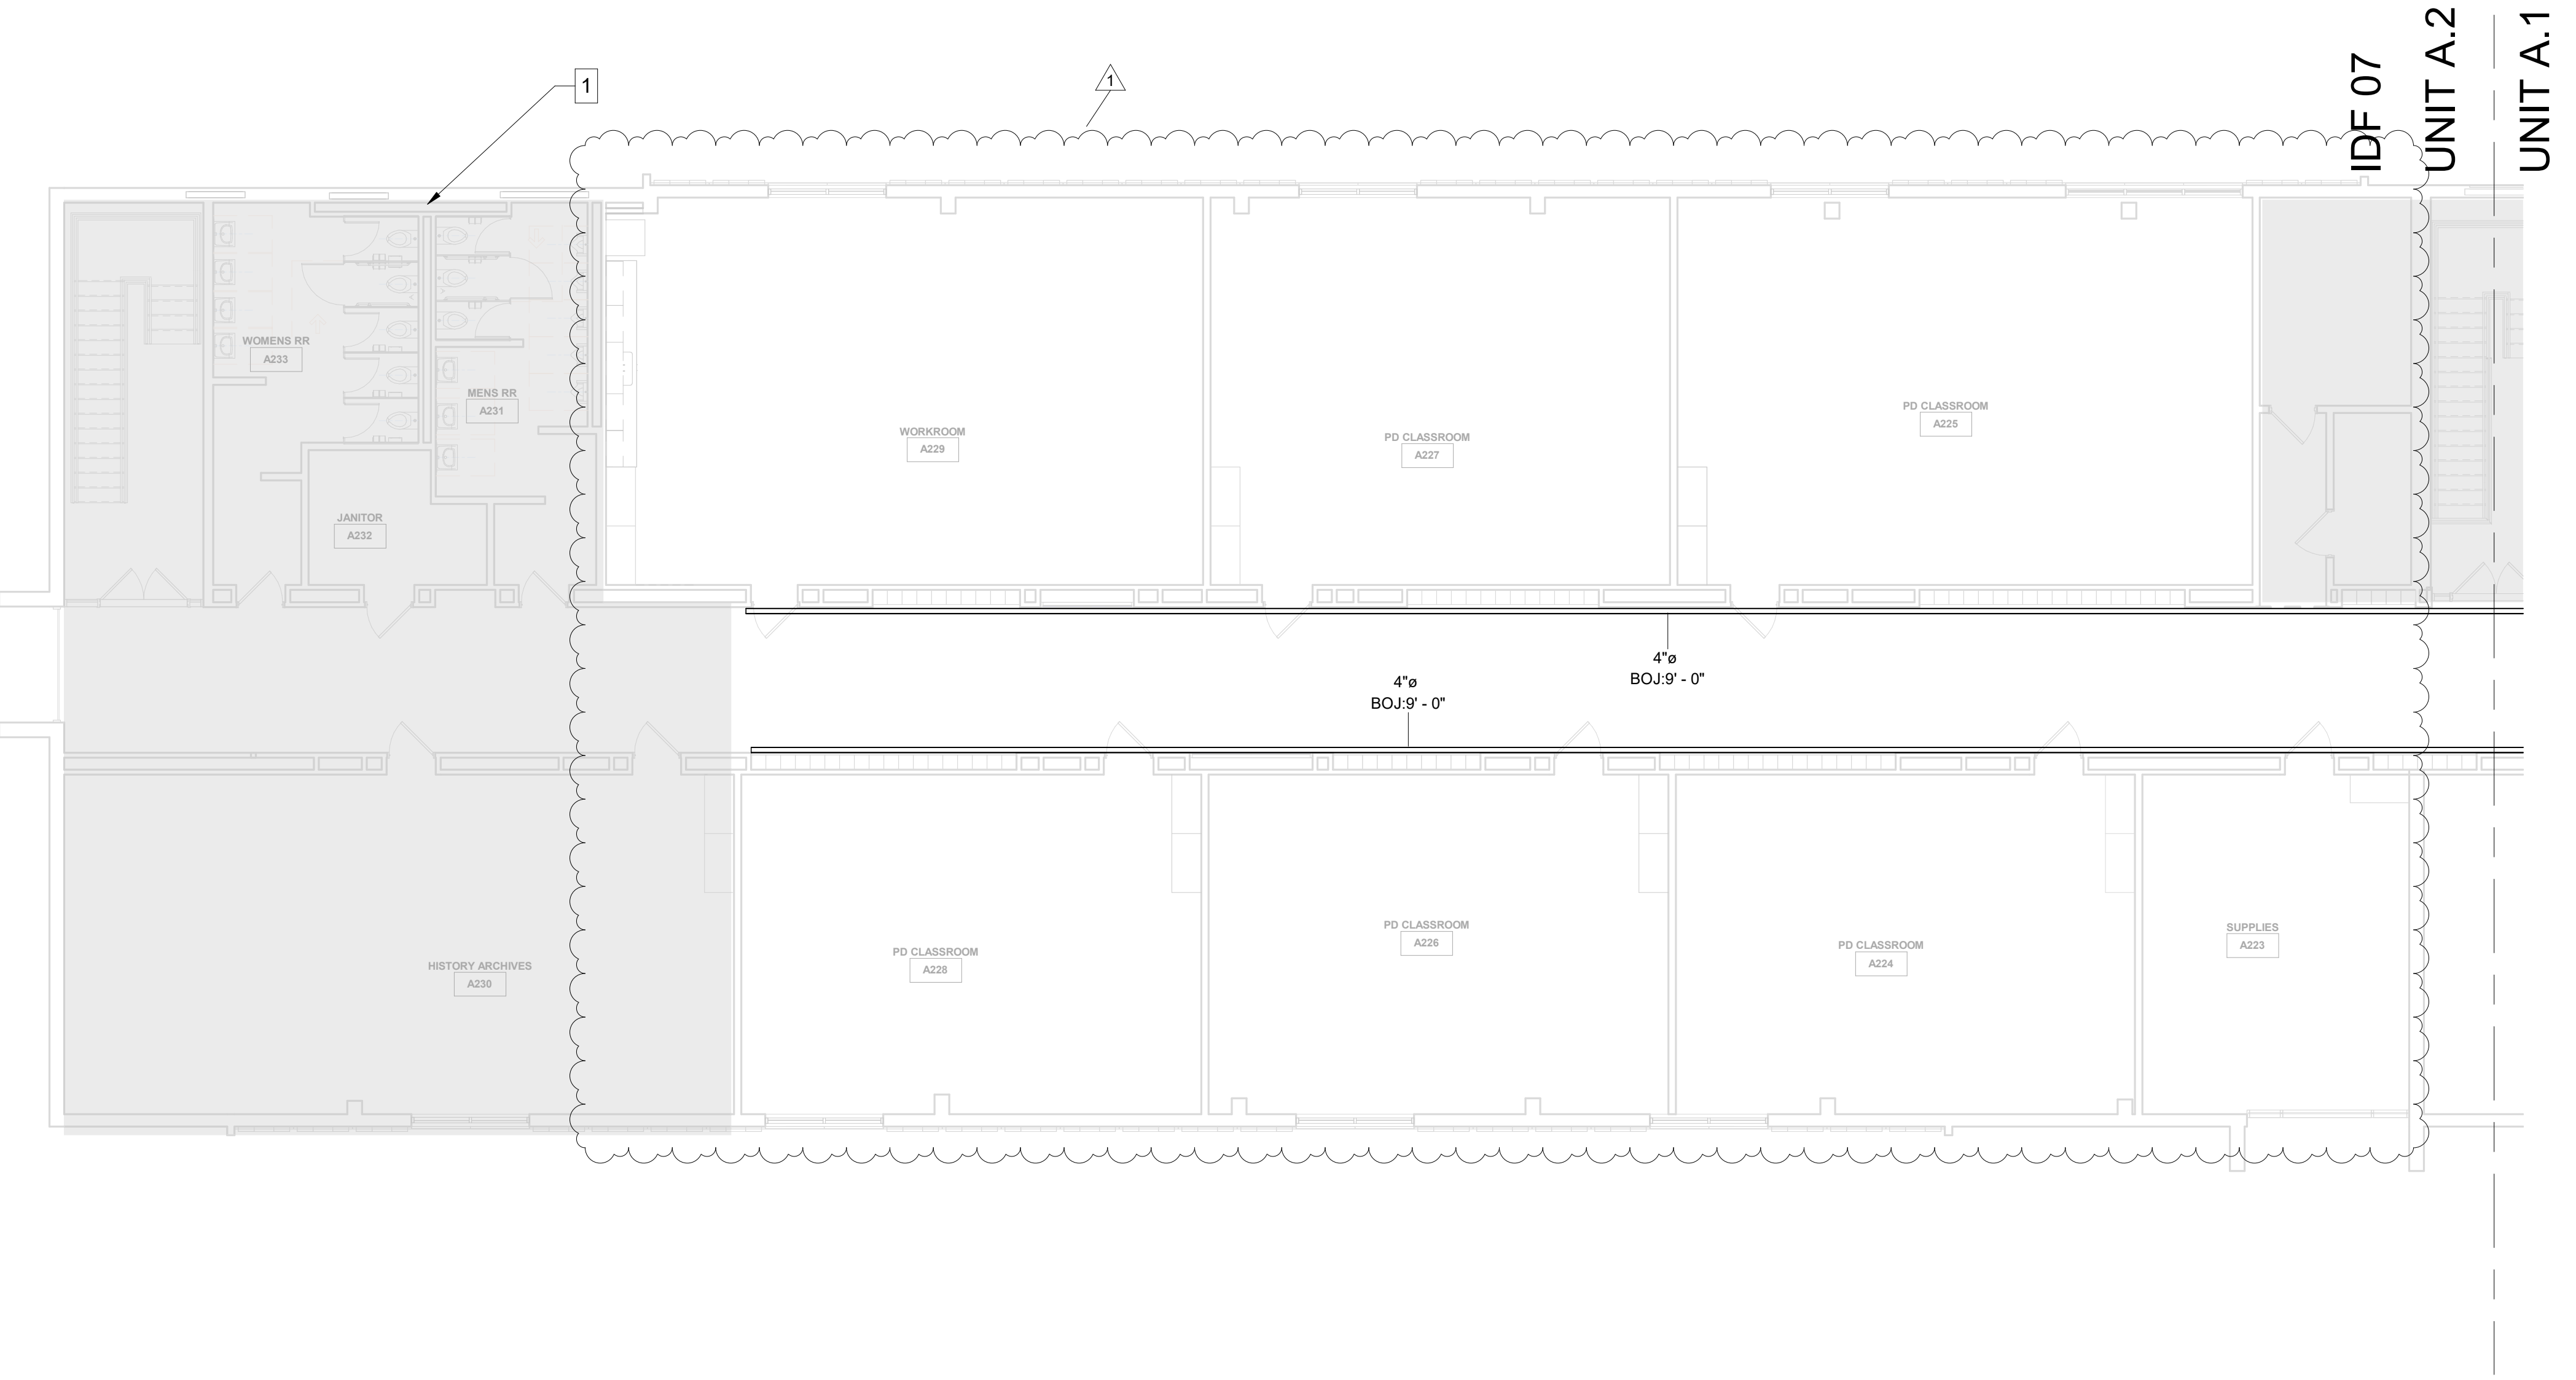 1
1
IDF 07
UNIT A.2
UNIT A.1
WOMENS RR
A233
MENS RR
A231
JANITOR
A232
WORKROOM
A229
PD CLASSROOM
A227
PD CLASSROOM
A225
4"ø
BOJ:9' - 0"
4"ø
BOJ:9' - 0"
HISTORY ARCHIVES
A230
PD CLASSROOM
A228
PD CLASSROOM
A226
PD CLASSROOM
A224
SUPPLIES
A223